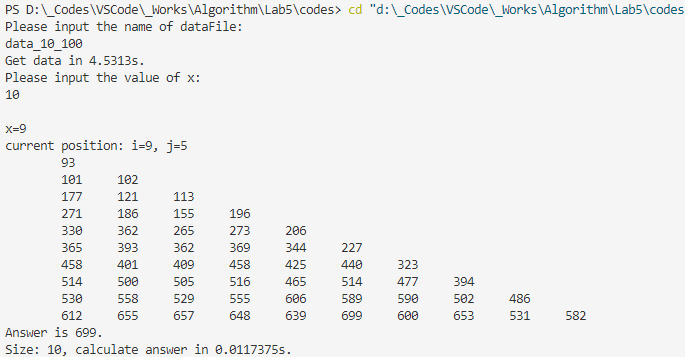 PS D:\_Codes\VSCode\_Works\Algorithm\Lab5\codes> cd "d:\_Codes\VSCode\_Works\Algorithm\Lab5\codes
Please input the name of dataFile:
data_10_100
Get data in 4.5313s.
Please input the value of x:
10
x=9
current position: i=9, j=5
93
101 102
177 121 113
271 186 155 196
330 362 265 273 206
365 393 362 369 344 227
458 401 409 458 425 440 323
514 500 505 516 465 514 477 394
530 558 529 555 606 589 590 502 486
612 655 657 648 639 699 600 653 531 582
Answer is 699.
Size: 10, calculate answer in 0.0117375s.